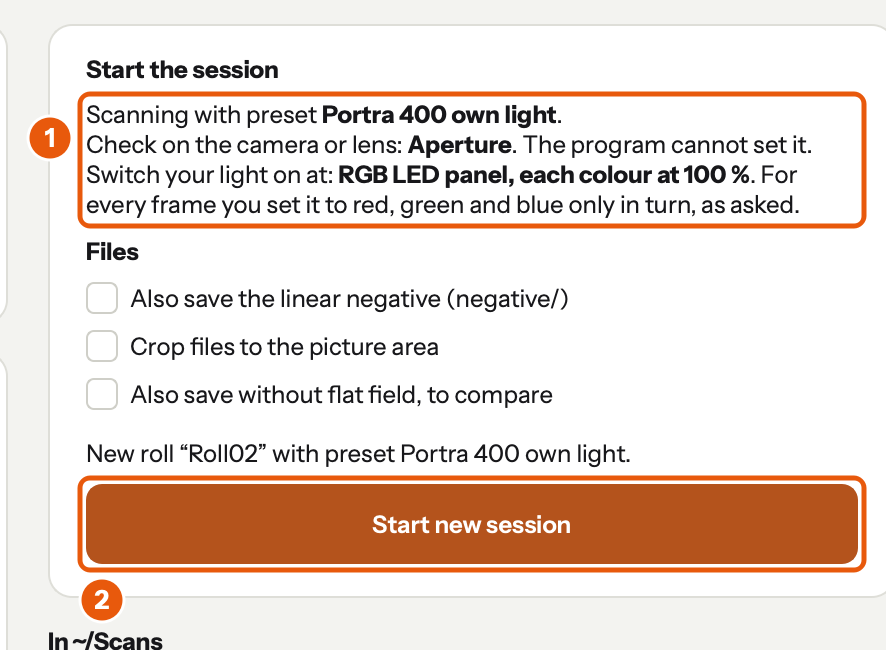 Start the session
1
Scanning with preset Portra 400 own light.
Check on the camera or lens: Aperture. The program cannot set it.
Switch your light on at: RGB LED panel, each colour at 100 %. For
every frame you set it to red, green and blue only in turn, as asked.
Files
Also save the linear negative (negative/)
Crop files to the picture area
Also save without flat field, to compare
New roll “Roll02” with preset Portra 400 own light.
Start new session
2
In ~/Scans